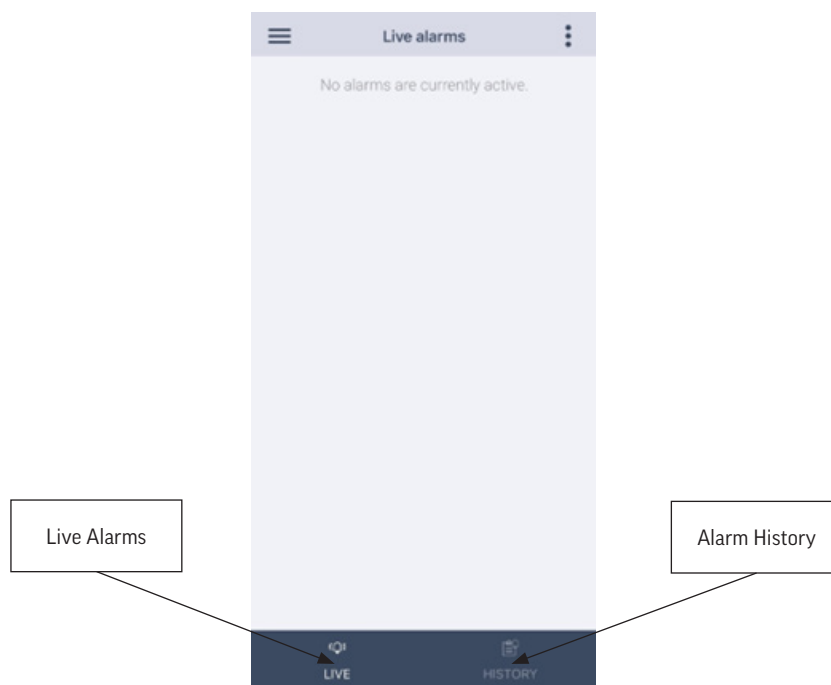 Live alarms
No alarms are currently active.
Live Alarms
Alarm History
LIVE
HISTORY